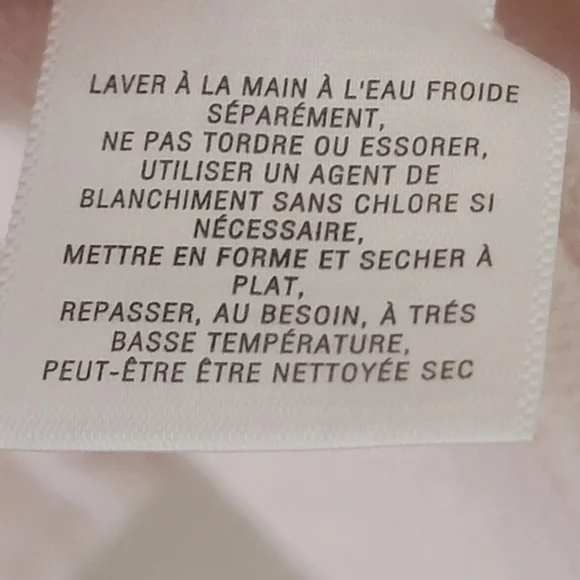 LAVER À LA MAIN À L'EAU FROIDE
SÉPARÉMENT,
NE PAS TORDRE OU ESSORER,
UTILISER UN AGENT DE
BLANCHIMENT SANS CHLORE SI
NÉCESSAIRE,
METTRE EN FORME ET SECHER À
PLAT,
REPASSER, AU BESOIN, À TRÉS
BASSE TEMPÉRATURE,
PEUT-ÊTRE ÊTRE NETTOYÉE SEC